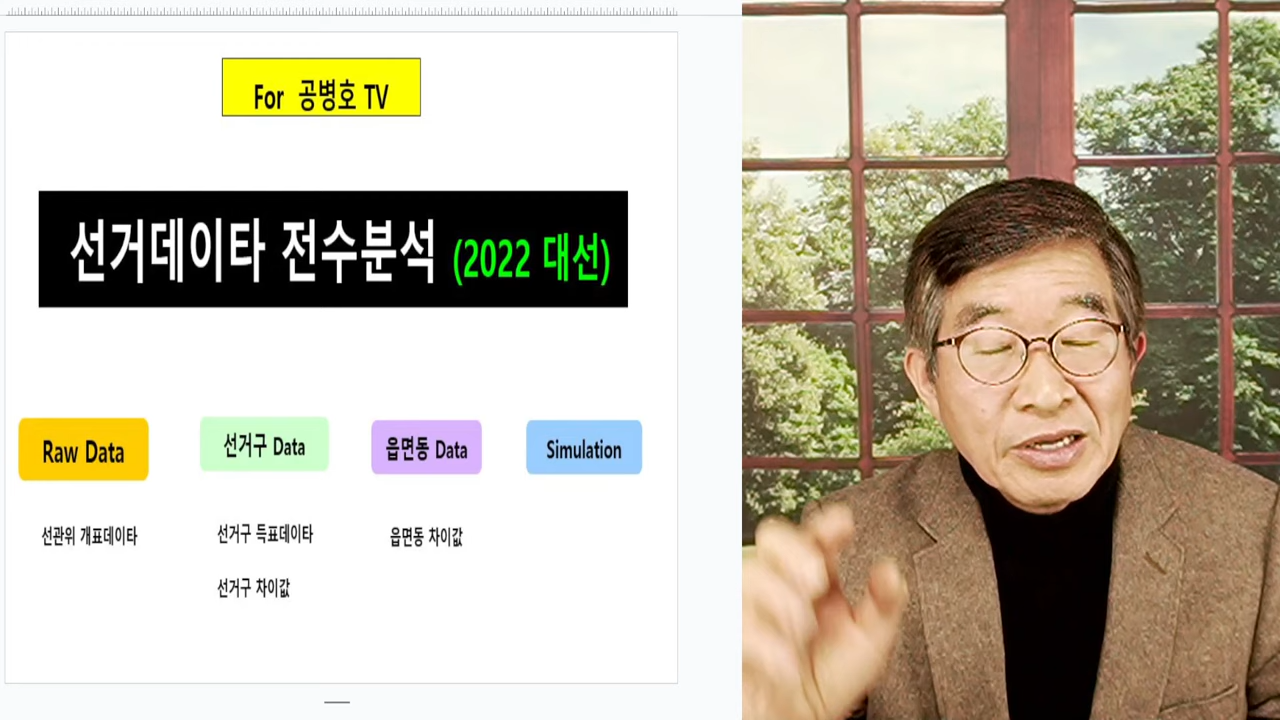 For 공병호 TV
선거데이타 전수분석 (2022 대선)
Raw Data
선거구 Data
읍면동 Data
Simulation
선관위 개표데이타
선거구 득표데이타
읍면동 차이값
선거구 차이값